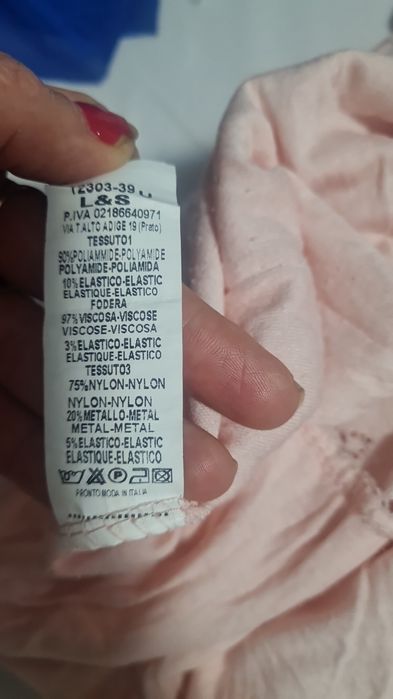 12303-39
L&S
P.IVA 02186640971
VIA T.ALTO ADIGE 19 (Prato)
TESSUTO1
90%POLIAMMIDE-POLYAMIDE
POLYAMIDE-POLIAMIDA
10%ELASTICO-ELASTIC
ELASTIQUE-ELASTICO
FODERA
97%VISCOSA-VISCOSE
VISCOSE-VISCOSA
3%ELASTICO-ELASTIC
ELASTIQUE-ELASTICO
TESSUTO3
75%NYLON-NYLON
NYLON-NYLON
20%METALLO-METAL
METAL-METAL
5%ELASTICO-ELASTIC
ELASTIQUE-ELASTICO
P
PRONTO MODA IN ITALIA